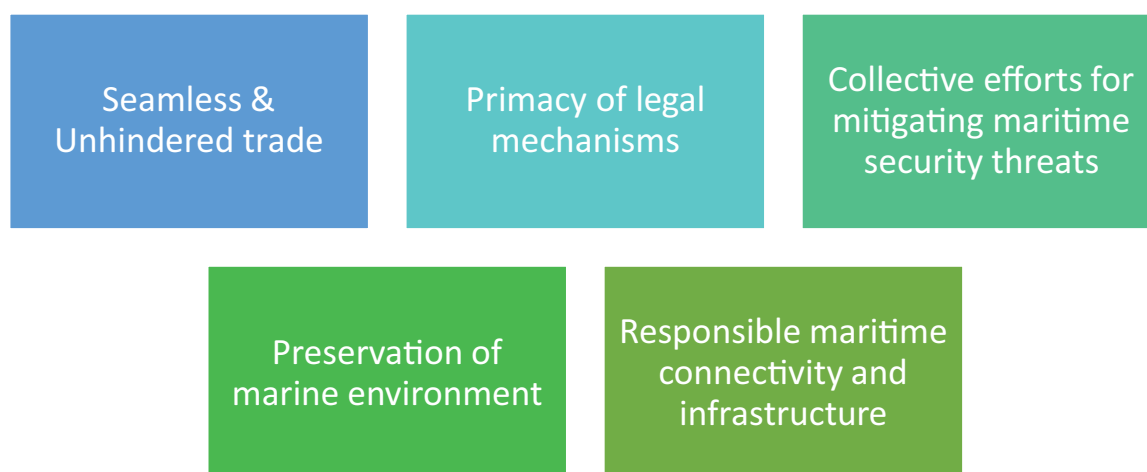 Seamless &
Unhindered trade
Primacy of legal
mechanisms
Collective efforts for
mitigating maritime
security threats
Preservation of
marine environment
Responsible maritime
connectivity and
infrastructure